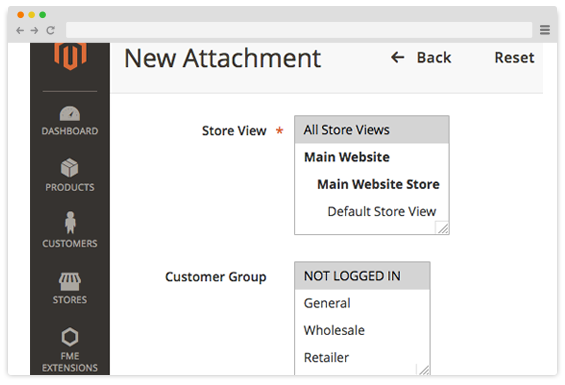 New Attachment
← Back
Reset
DASHBOARD
PRODUCTS
CUSTOMERS
STORES
FME
EXTENSIONS
Store View *
All Store Views
Main Website
Main Website Store
Default Store View
Customer Group
NOT LOGGED IN
General
Wholesale
Retailer